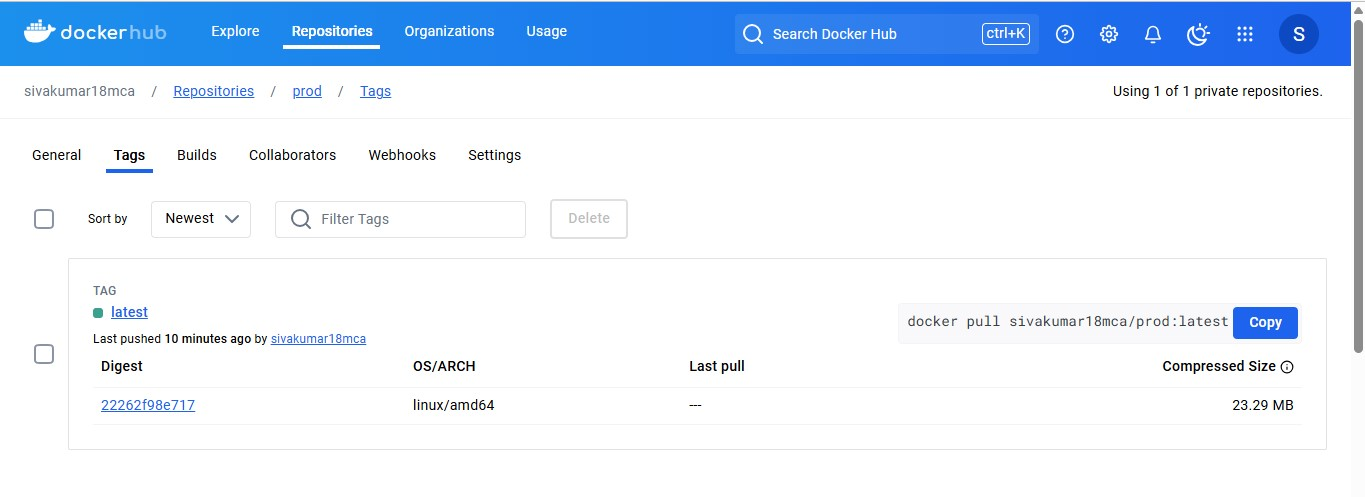 dockerhub Explore Repositories Organizations Usage Search Docker Hub ctrl+K S
sivakumar18mca / Repositories / prod / Tags Using 1 of 1 private repositories.
General Tags Builds Collaborators Webhooks Settings
Sort by Newest Filter Tags Delete
TAG
latest
docker pull sivakumar18mca/prod:latest Copy
Last pushed 10 minutes ago by sivakumar18mca
Digest OS/ARCH Last pull Compressed Size
22262f98e717 linux/amd64 --- 23.29 MB